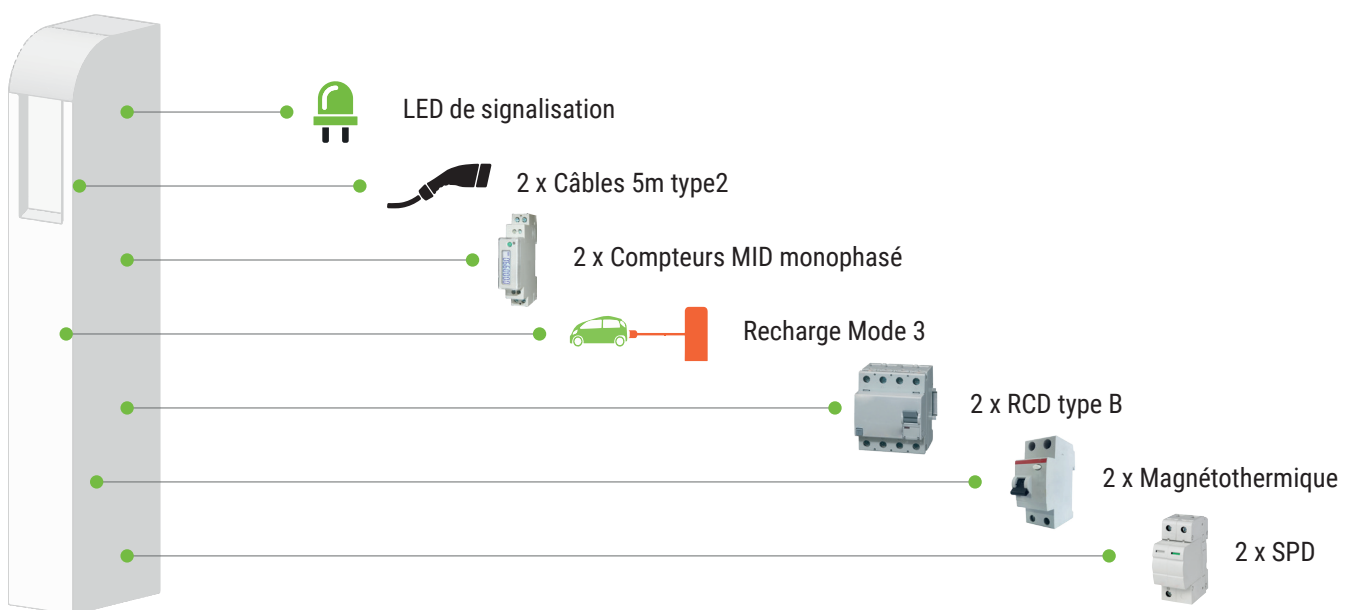 LED de signalisation
2 x Câbles 5m type2
2 x Compteurs MID monophasé
Recharge Mode 3
2 x RCD type B
2 x Magnétothermique
2 x SPD